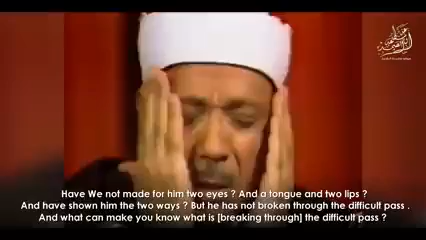 Have We not made for him two eyes ? And a tongue and two lips ?
And have shown him the two ways ? But he has not broken through the difficult pass .
And what can make you know what is [breaking through] the difficult pass ?